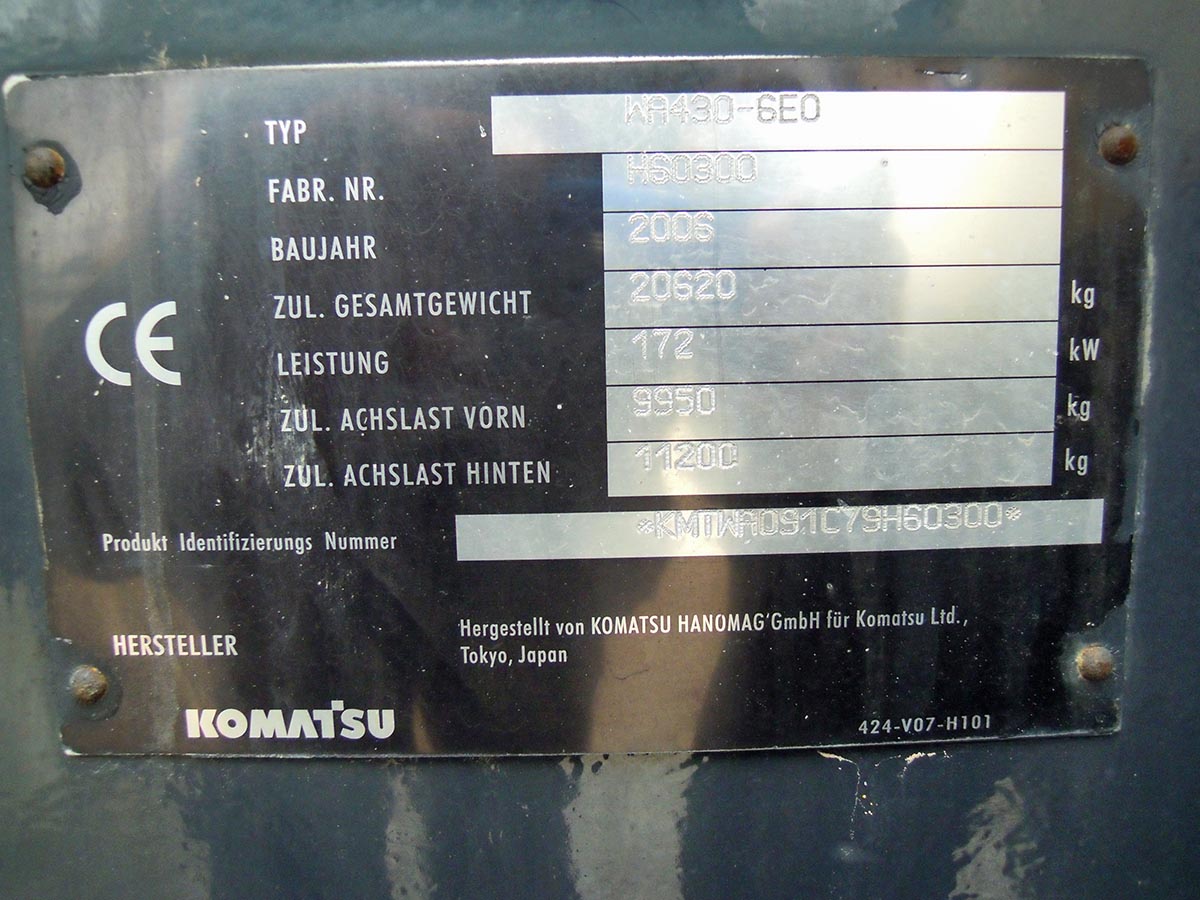 TYP WA430-6E0
FABR. NR. H60300
BAUJAHR 2006
ZUL. GESAMTGEWICHT 20620 kg
CE
LEISTUNG 172 kW
ZUL. ACHSLAST VORN 9950 kg
ZUL. ACHSLAST HINTEN 11200 kg
Produkt Identifizierungs Nummer *KMTWA091C79H60300*
HERSTELLER
Hergestellt von KOMATSU HANOMAG GmbH für Komatsu Ltd.,
Tokyo, Japan
KOMATSU
424-V07-H101